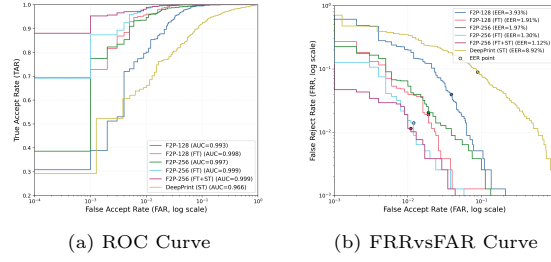 1.0
0.9
0.8
0.7
0.6
0.5
0.4
0.3
0.2
True Accept Rate (TAR)
F2P-128 (AUC=0.993)
F2P-128 (FT) (AUC=0.998)
F2P-256 (AUC=0.997)
F2P-256 (FT) (AUC=0.999)
F2P-256 (FT+ST) (AUC=0.999)
DeepPrint (ST) (AUC=0.966)
10⁻⁴ 10⁻³ 10⁻² 10⁻¹ 10⁰
False Accept Rate (FAR, log scale)
(a) ROC Curve
10⁰
10⁻¹
10⁻²
10⁻³
False Reject Rate (FRR, log scale)
F2P-128 (EER=3.93%)
F2P-128 (FT) (EER=1.91%)
F2P-256 (EER=1.97%)
F2P-256 (FT) (EER=1.30%)
F2P-256 (FT+ST) (EER=1.12%)
DeepPrint (ST) (EER=8.92%)
EER point
10⁻³ 10⁻² 10⁻¹ 10⁰
False Accept Rate (FAR, log scale)
(b) FRRvsFAR Curve